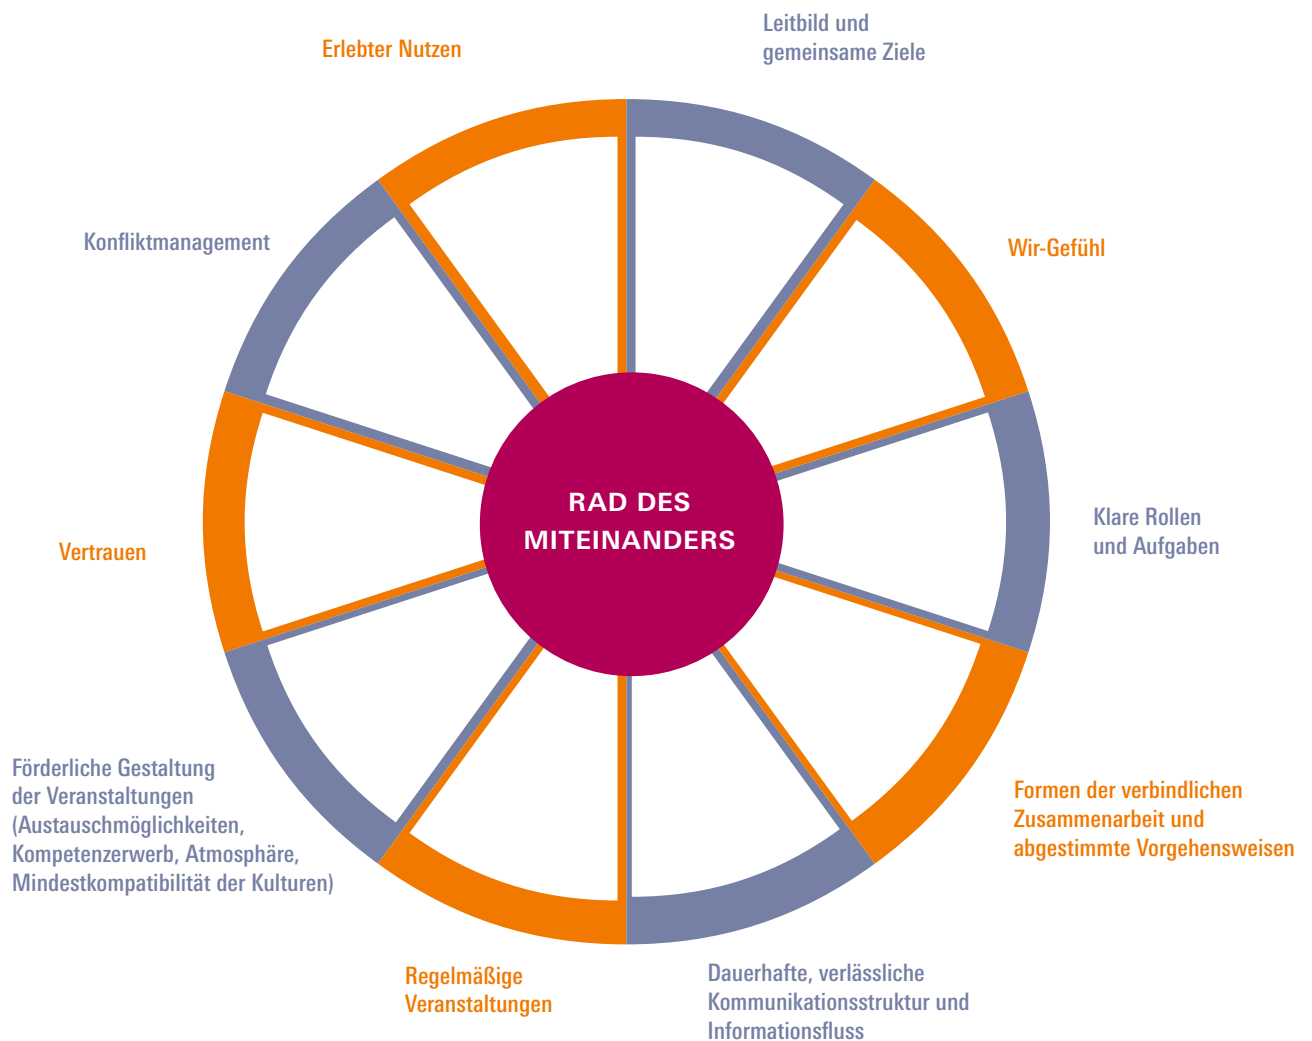 Erlebter Nutzen
Leitbild und
gemeinsame Ziele
Wir-Gefühl
Klare Rollen
und Aufgaben
Formen der verbindlichen
Zusammenarbeit und
abgestimmte Vorgehensweisen
Dauerhafte, verlässliche
Kommunikationsstruktur und
Informationsfluss
Regelmäßige
Veranstaltungen
Förderliche Gestaltung
der Veranstaltungen
(Austauschmöglichkeiten,
Kompetenzerwerb, Atmosphäre,
Mindestkompatibilität der Kulturen)
Vertrauen
Konfliktmanagement
RAD DES
MITEINANDERS